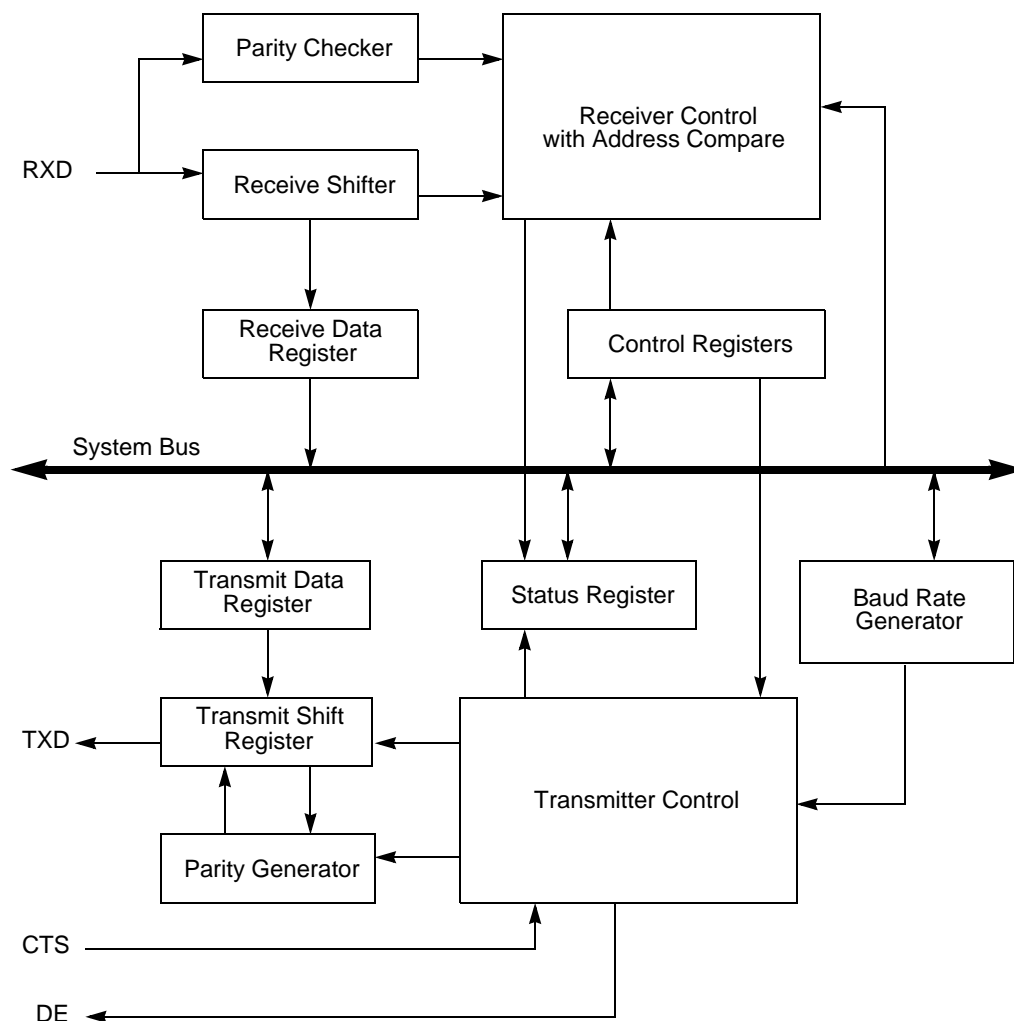 Parity Checker
Receiver Control
with Address Compare
RXD
Receive Shifter
Receive Data
Register
Control Registers
System Bus
Transmit Data
Register
Status Register
Baud Rate
Generator
Transmit Shift
Register
TXD
Transmitter Control
Parity Generator
CTS
DE